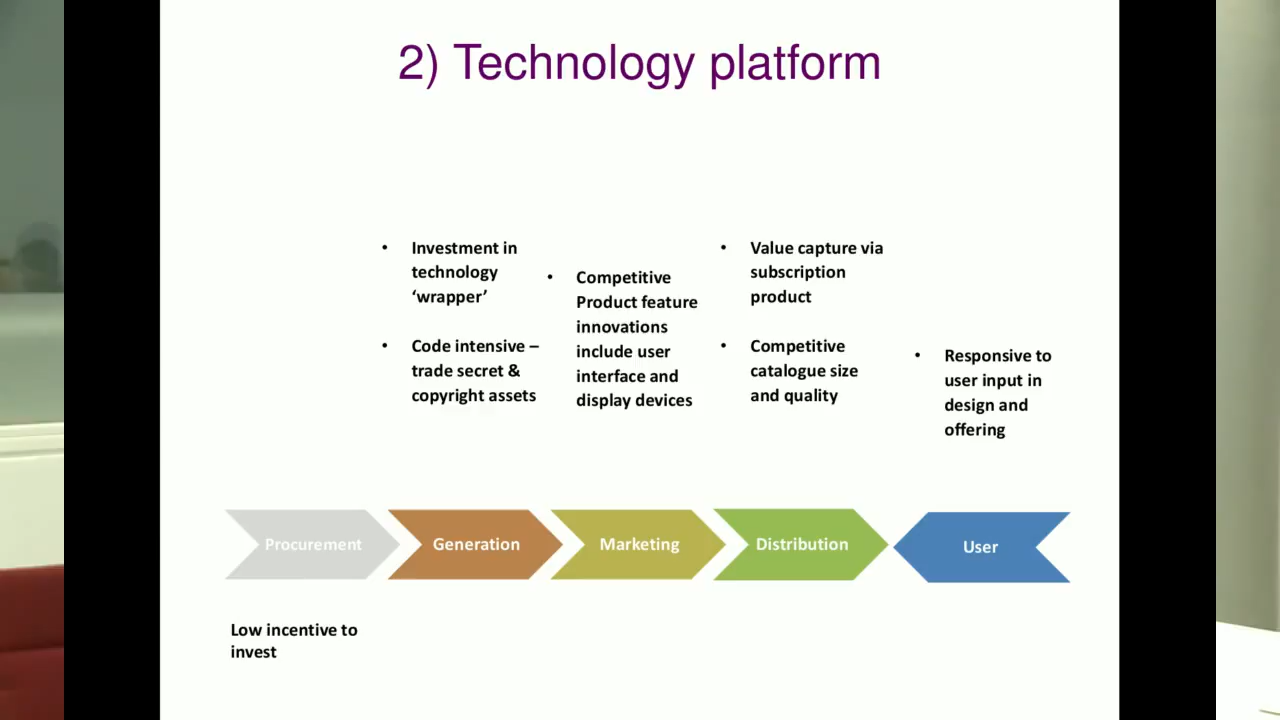 2) Technology platform
• Investment in
technology
‘wrapper’
• Code intensive –
trade secret &
copyright assets
• Competitive
Product feature
innovations
include user
interface and
display devices
• Value capture via
subscription
product
• Competitive
catalogue size
and quality
• Responsive to
user input in
design and
offering
Procurement
Generation
Marketing
Distribution
User
Low incentive to
invest